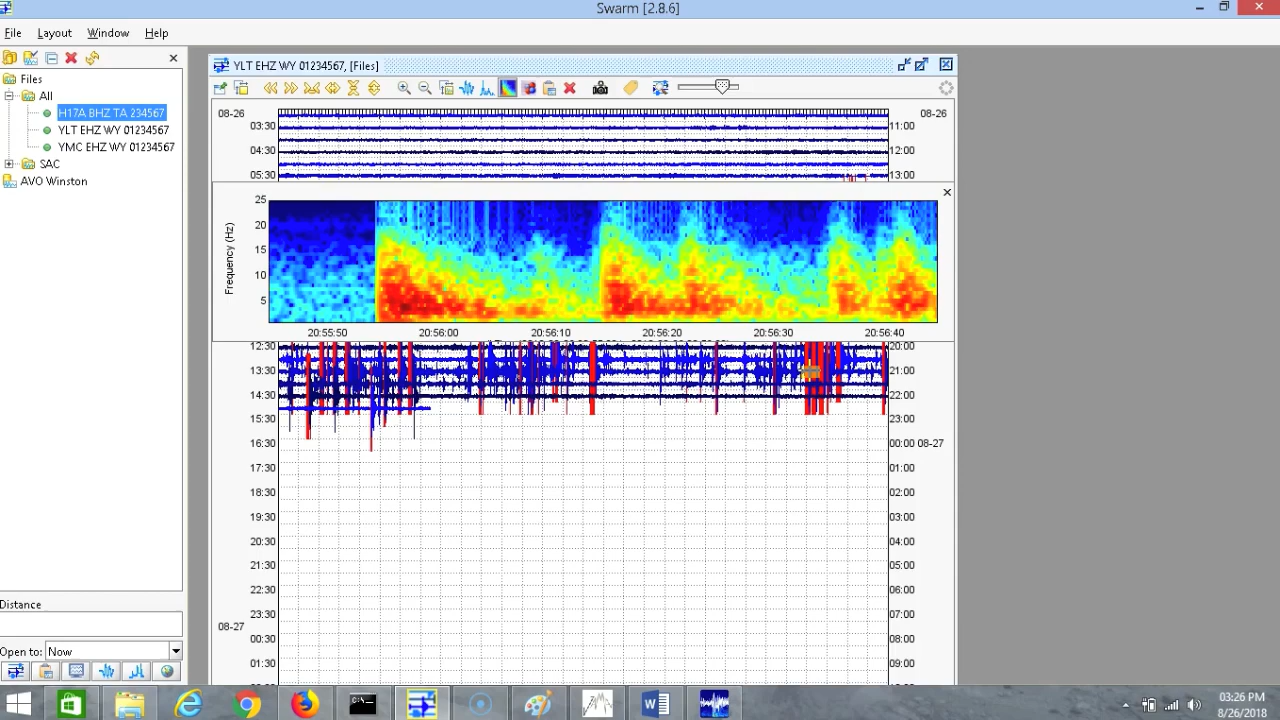 Swarm [2.8.6]
File Layout Window Help
YLT EHZ WY 01234567, [Files]
Files
All
H17A BHZ TA 234567
YLT EHZ WY 01234567
YMC EHZ WY 01234567
SAC
AVO Winston
08-26 08-26
03:30 11:00
04:30 12:00
05:30 13:00
Frequency (Hz)
25
20
15
10
5
20:55:50 20:56:00 20:56:10 20:56:20 20:56:30 20:56:40
12:30 20:00
13:30 21:00
14:30 22:00
15:30 23:00
16:30 00:00 08-27
17:30 01:00
18:30 02:00
19:30 03:00
20:30 04:00
21:30 05:00
22:30 06:00
23:30 07:00
08-27
00:30 08:00
01:30 09:00
Distance
Open to: Now
C:\_
03:26 PM
8/26/2018